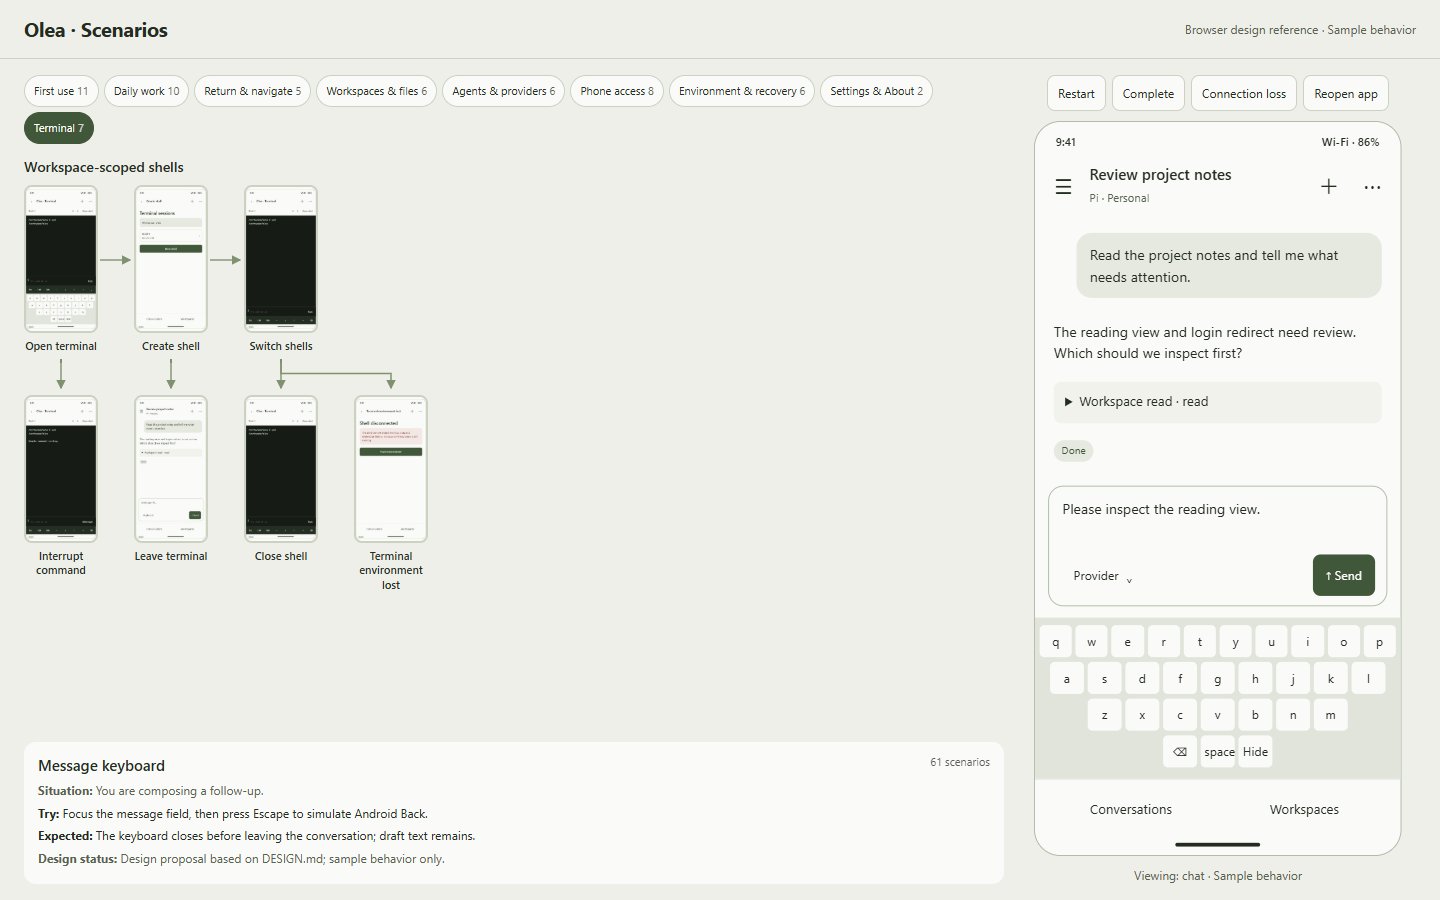 Olea · Scenarios
Browser design reference · Sample behavior
First use 11
Daily work 10
Return & navigate 5
Workspaces & files 6
Agents & providers 6
Phone access 8
Environment & recovery 6
Settings & About 2
Terminal 7
Workspace-scoped shells
Open terminal
Create shell
Switch shells
Interrupt
command
Leave terminal
Close shell
Terminal
environment
lost
Terminal sessions
Shell disconnected
Message keyboard
61 scenarios
Situation: You are composing a follow-up.
Try: Focus the message field, then press Escape to simulate Android Back.
Expected: The keyboard closes before leaving the conversation; draft text remains.
Design status: Design proposal based on DESIGN.md; sample behavior only.
Restart
Complete
Connection loss
Reopen app
9:41
Wi-Fi · 86%
Review project notes
Pi · Personal
Read the project notes and tell me what
needs attention.
The reading view and login redirect need review.
Which should we inspect first?
▶ Workspace read · read
Done
Please inspect the reading view.
Provider
↑ Send
q w e r t y u i o p
a s d f g h j k l
z x c v b n m
⌫ space Hide
Conversations
Workspaces
Viewing: chat · Sample behavior